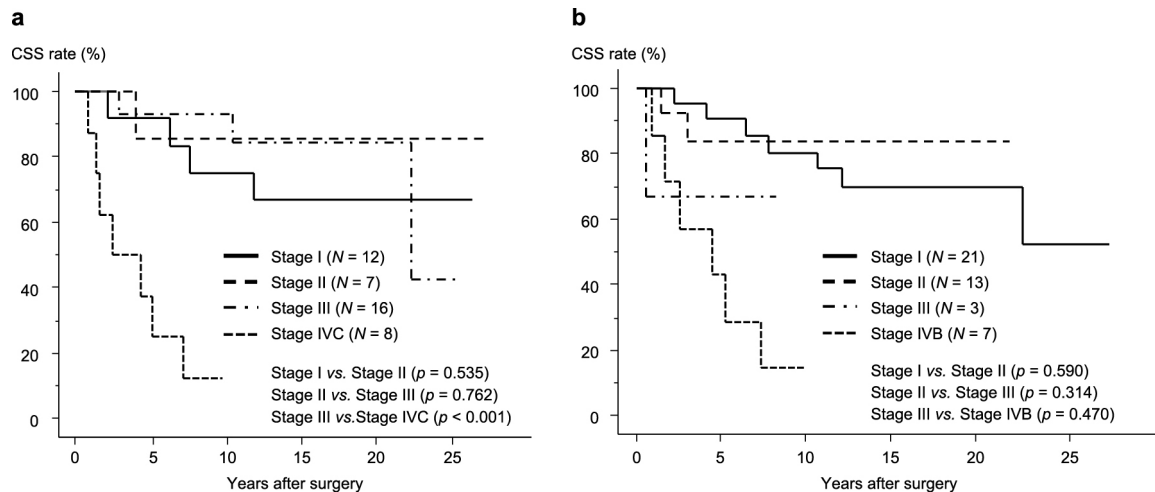 a
CSS rate (%)
100
80
60
40
20
0
Stage I (N = 12)
Stage II (N = 7)
Stage III (N = 16)
Stage IVC (N = 8)
Stage I vs. Stage II (p = 0.535)
Stage II vs. Stage III (p = 0.762)
Stage III vs.Stage IVC (p < 0.001)
0 5 10 15 20 25
Years after surgery
b
CSS rate (%)
100
80
60
40
20
0
Stage I (N = 21)
Stage II (N = 13)
Stage III (N = 3)
Stage IVB (N = 7)
Stage I vs. Stage II (p = 0.590)
Stage II vs. Stage III (p = 0.314)
Stage III vs. Stage IVB (p = 0.470)
0 5 10 15 20 25
Years after surgery